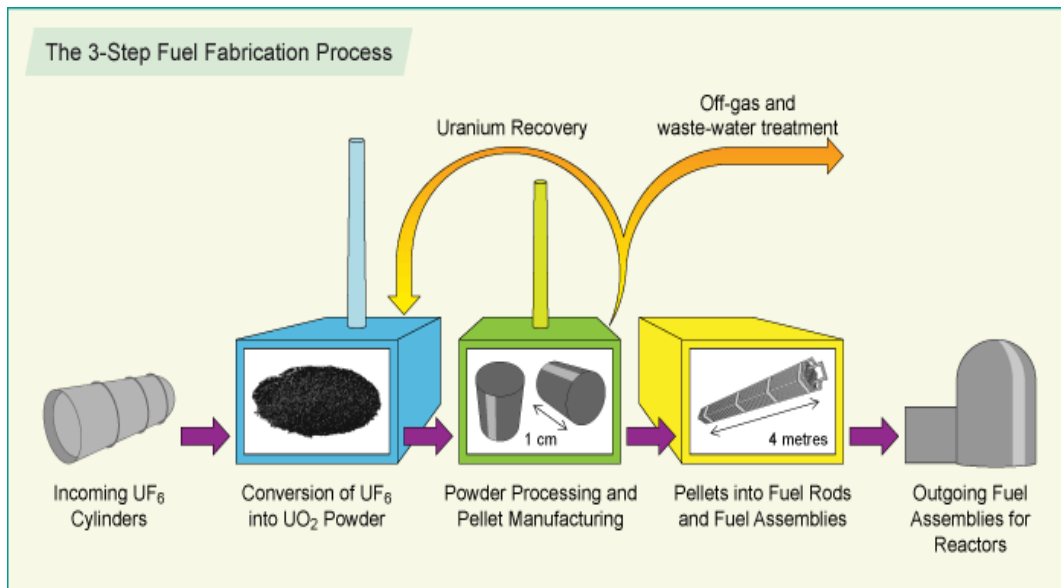 The 3-Step Fuel Fabrication Process
Uranium Recovery
Off-gas and
waste-water treatment
1 cm
4 metres
Incoming UF₆
Cylinders
Conversion of UF₆
into UO₂ Powder
Powder Processing and
Pellet Manufacturing
Pellets into Fuel Rods
and Fuel Assemblies
Outgoing Fuel
Assemblies for
Reactors